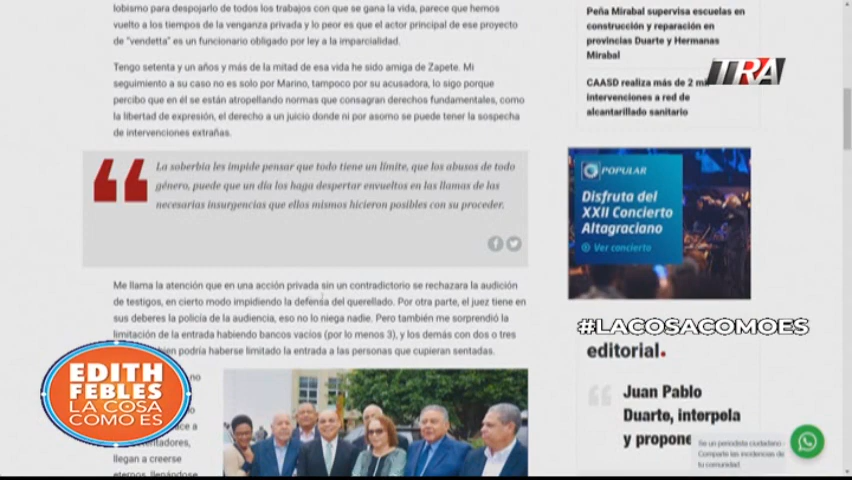 lobismo para despojarlo de todos los trabajos con que se gana la vida, parece que hemos
vuelto a los tiempos de la venganza privada y lo peor es que el actor principal de ese proyecto
de "vendetta" es un funcionario obligado por ley a la imparcialidad.
Tengo setenta y un años y más de la mitad de esa vida he sido amiga de Zapete. Mi
seguimiento a su caso no es solo por Marino, tampoco por su acusadora, lo sigo porque
percibo que en él se están atropellando normas que consagran derechos fundamentales, como
la libertad de expresión, el derecho a un juicio donde ni por asomo se puede tener la sospecha
de intervenciones extrañas.
La soberbia les impide pensar que todo tiene un límite, que los abusos de todo
género, puede que un día los haga despertar envueltos en las llamas de las
necesarias insurgencias que ellos mismos hicieron posibles con su proceder.
Me llama la atención que en una acción privada sin un contradictorio se rechazara la audición
de testigos, en cierto modo impidiendo la defensa del querellado. Por otra parte, el juez tiene en
sus deberes la policía de la audiencia, eso no lo niega nadie. Pero también me sorprendió la
limitación de la entrada habiendo bancos vacíos (por lo menos 3), y los demás con dos o tres
bien podría haberse limitado la entrada a las personas que cupieran sentadas.
no
llegan a creerse
eternos, llenándose
EDITH
FEBLES
LA COSA
COMO ES
Peña Mirabal supervisa escuelas en
construcción y reparación en
provincias Duarte y Hermanas
Mirabal
CAASD realiza más de 2 mi
intervenciones a red de
alcantarillado sanitario
TRA
POPULAR
Disfruta del
XXII Concierto
Altagraciano
Ver concierto
#LACOSACOMOES
editorial.
Juan Pablo
Duarte, interpela
y propone
Se un periodista ciudadano
Comparte las incidencias de
tu comunidad.